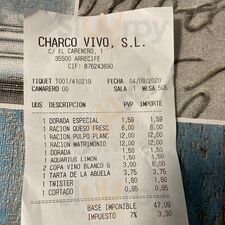 CHARCO VIVO, S.L.
C/ EL CARENERO, 1
35500 ARRECIFE
CIF: B76243690
TIQUET T001/410219 FECHA 04/09/2020
CAMARERO 00 SALA 1 MESA 505
UDS DESCRIPCION PVP IMPORTE
1 DORADA ESPECIAL 1,50 1,50
1 RACION QUESO FRESC 6,00 6,00
1 RACION PULPO PLANC 12,00 12,00
1 RACION MATRIMONIO 12,00 12,00
1 DORADA 1,50 1,50
1 AQUARIUS LIMON 1,60 1,60
2 COPA VINO BLANCO G 3,00 6,00
1 TARTA DE LA ABUELA 3,75 3,75
1 TWISTER 1,80 1,80
1 CORTADO 0,95 0,95
BASE IMPONIBLE 47,09
IMPUESTO 7% 3,30